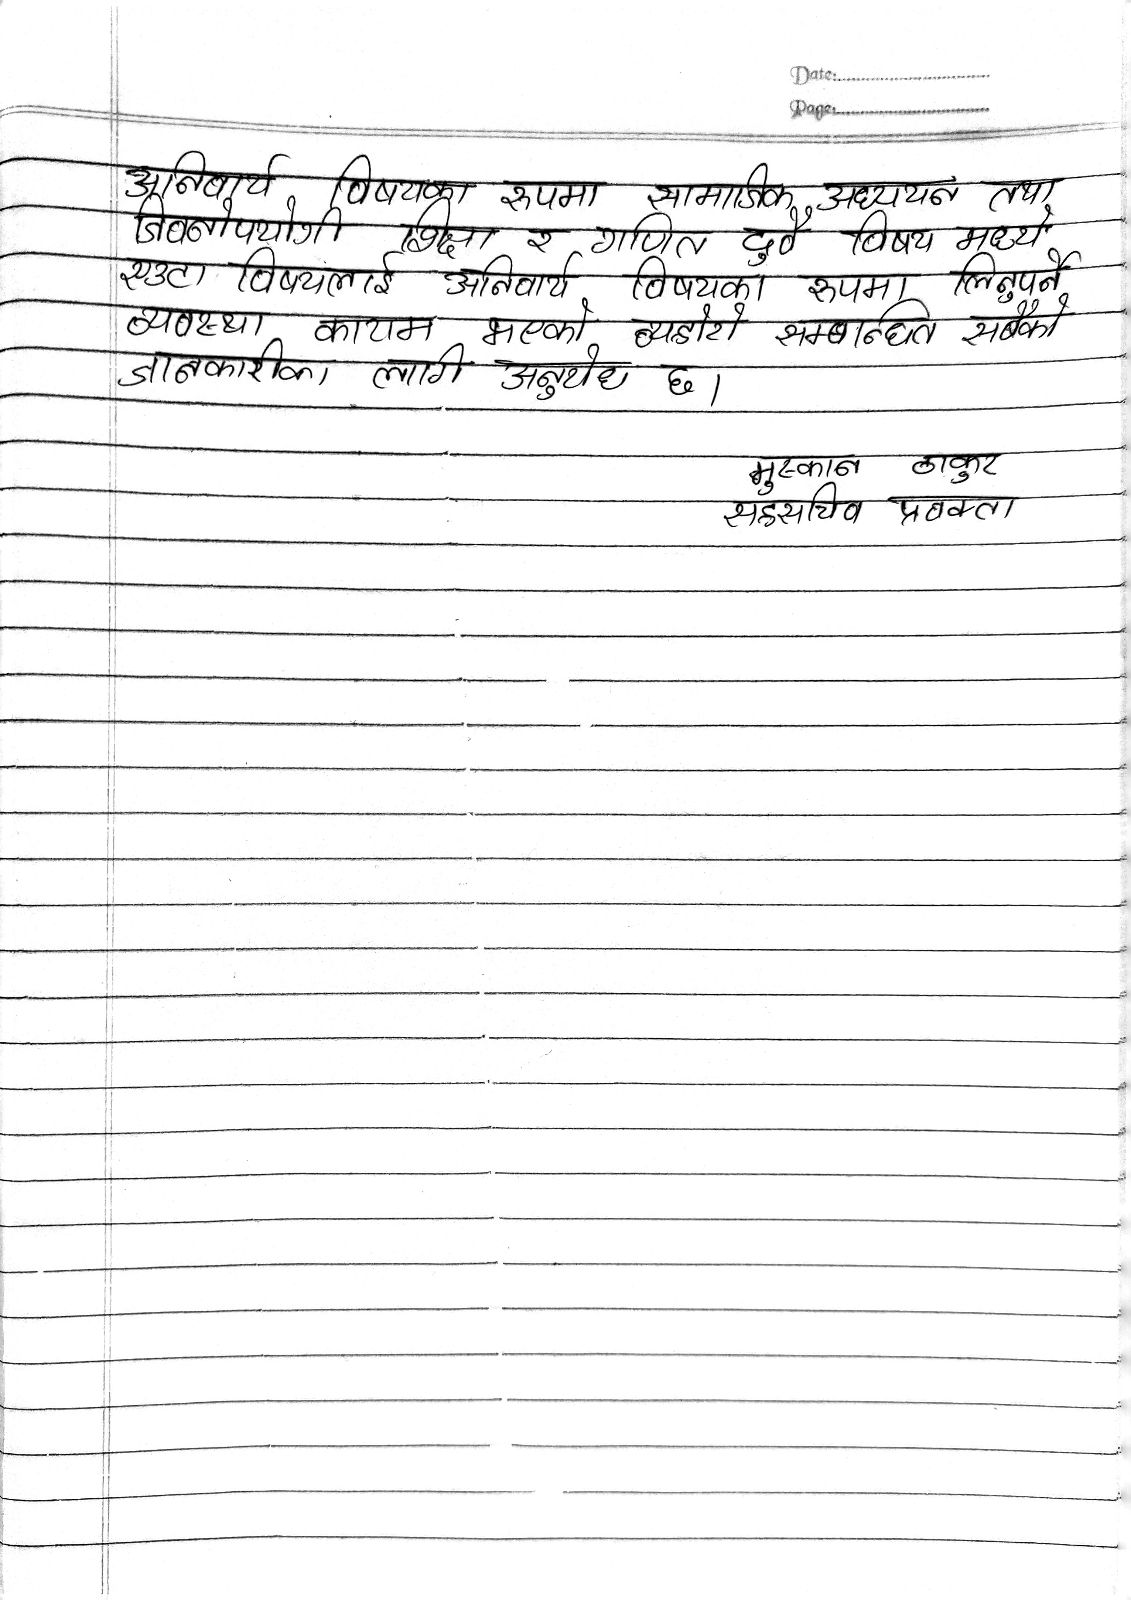 Date:
Page:
अनिवार्य विषयका रुपमा सामाजिक अध्ययन तथा
जिवनोपयोगी शिक्षा र गणित दुवै विषय मध्ये
एउटा विषयलाई अनिवार्य विषयका रुपमा लिनुपर्ने
व्यवस्था कायम भएको व्यहोरा सम्बन्धित सबैको
जानकारीका लागि अनुरोध छ।
मुस्कान ठाकुर
सहसचिव प्रवक्ता